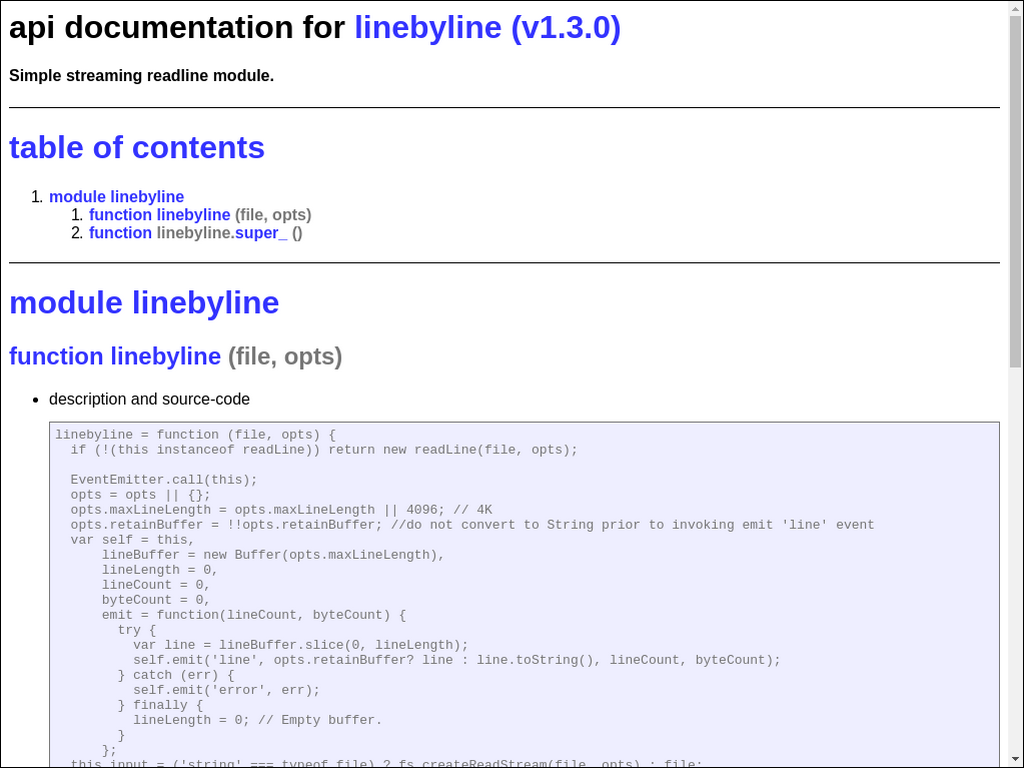 api documentation for linebyline (v1.3.0)
Simple streaming readline module.
table of contents
1. module linebyline
1. function linebyline (file, opts)
2. function linebyline.super_ ()
module linebyline
function linebyline (file, opts)
• description and source-code
linebyline = function (file, opts) {
  if (!(this instanceof readLine)) return new readLine(file, opts);
  EventEmitter.call(this);
  opts = opts || {};
  opts.maxLineLength = opts.maxLineLength || 4096; // 4K
  opts.retainBuffer = !!opts.retainBuffer; //do not convert to String prior to invoking emit 'line' event
  var self = this,
      lineBuffer = new Buffer(opts.maxLineLength),
      lineLength = 0,
      lineCount = 0,
      byteCount = 0,
      emit = function(lineCount, byteCount) {
        try {
          var line = lineBuffer.slice(0, lineLength);
          self.emit('line', opts.retainBuffer? line : line.toString(), lineCount, byteCount);
        } catch (err) {
          self.emit('error', err);
        } finally {
          lineLength = 0; // Empty buffer.
        }
      };
  this.input = ('string' === typeof file) ? fs.createReadStream(file, opts) : file;